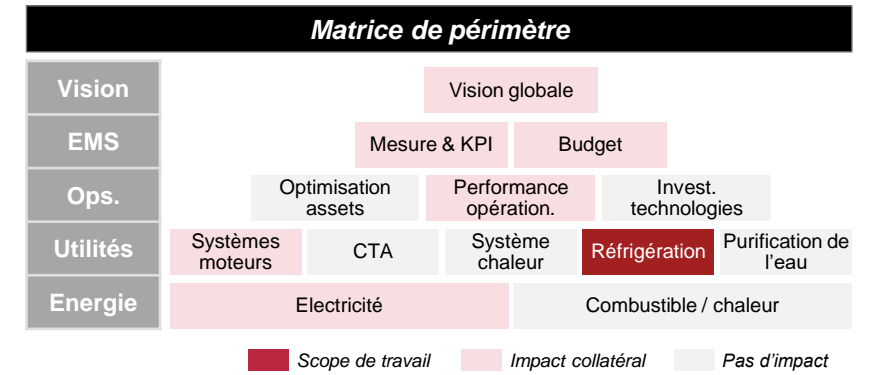 Matrice de périmètre
Vision
Vision globale
EMS
Mesure & KPI
Budget
Ops.
Optimisation
assets
Performance
opération.
Invest.
technologies
Utilités
Systèmes
moteurs
CTA
Système
chaleur
Réfrigération
Purification de
l'eau
Energie
Electricité
Combustible / chaleur
Scope de travail
Impact collatéral
Pas d'impact